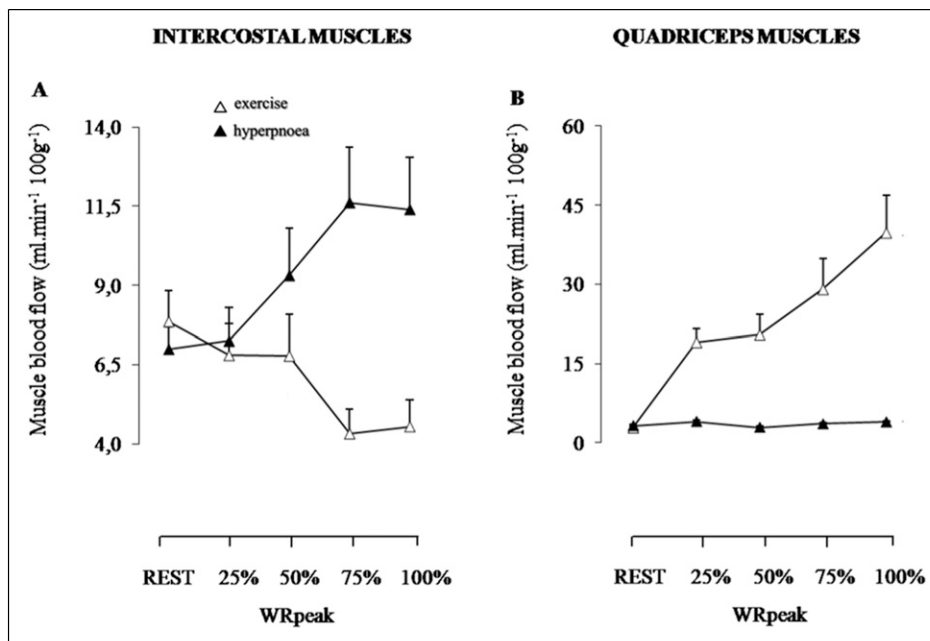 INTERCOSTAL MUSCLES
QUADRICEPS MUSCLES
A
exercise
hyperpnoea
Muscle blood flow (ml.min⁻¹ 100g⁻¹)
14,0
11,5
9,0
6,5
4,0
REST 25% 50% 75% 100%
WRpeak
B
Muscle blood flow (ml.min⁻¹ 100g⁻¹)
60
45
30
15
0
REST 25% 50% 75% 100%
WRpeak